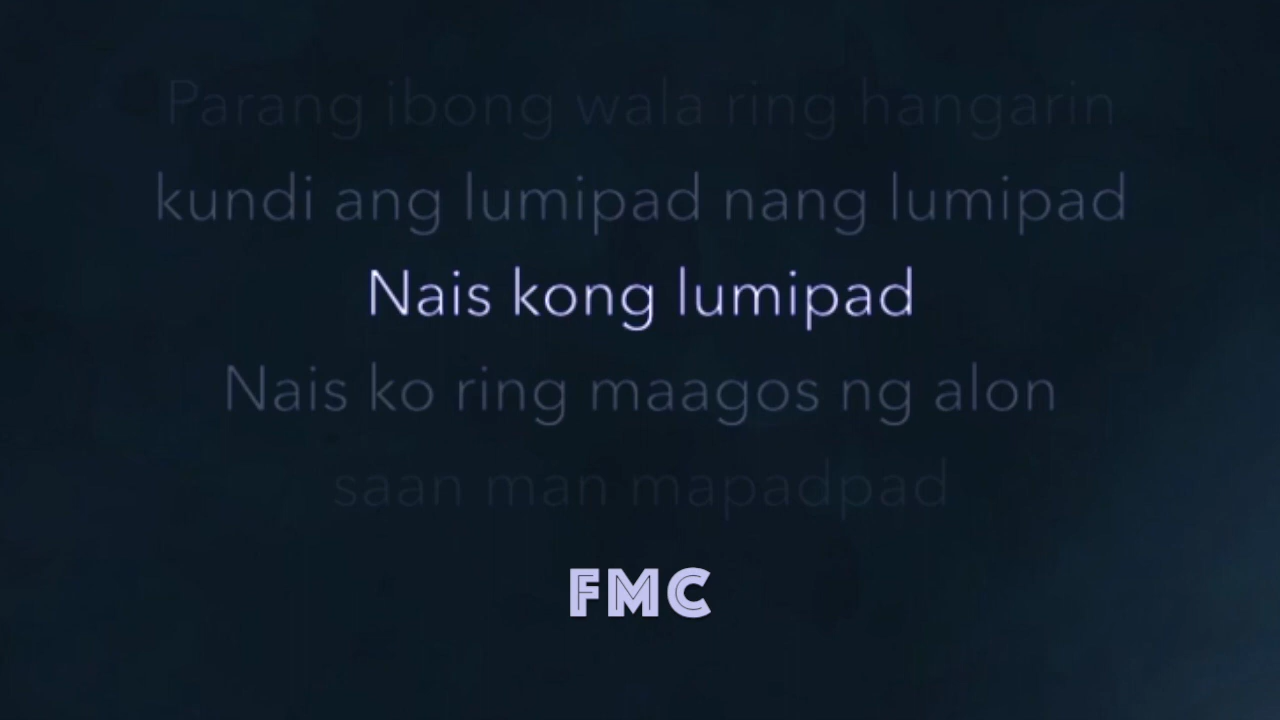 Parang ibong wala ring hangarin
kundi ang lumipad nang lumipad
Nais kong lumipad
Nais ko ring maagos ng alon
saan man mapadpad
FMC